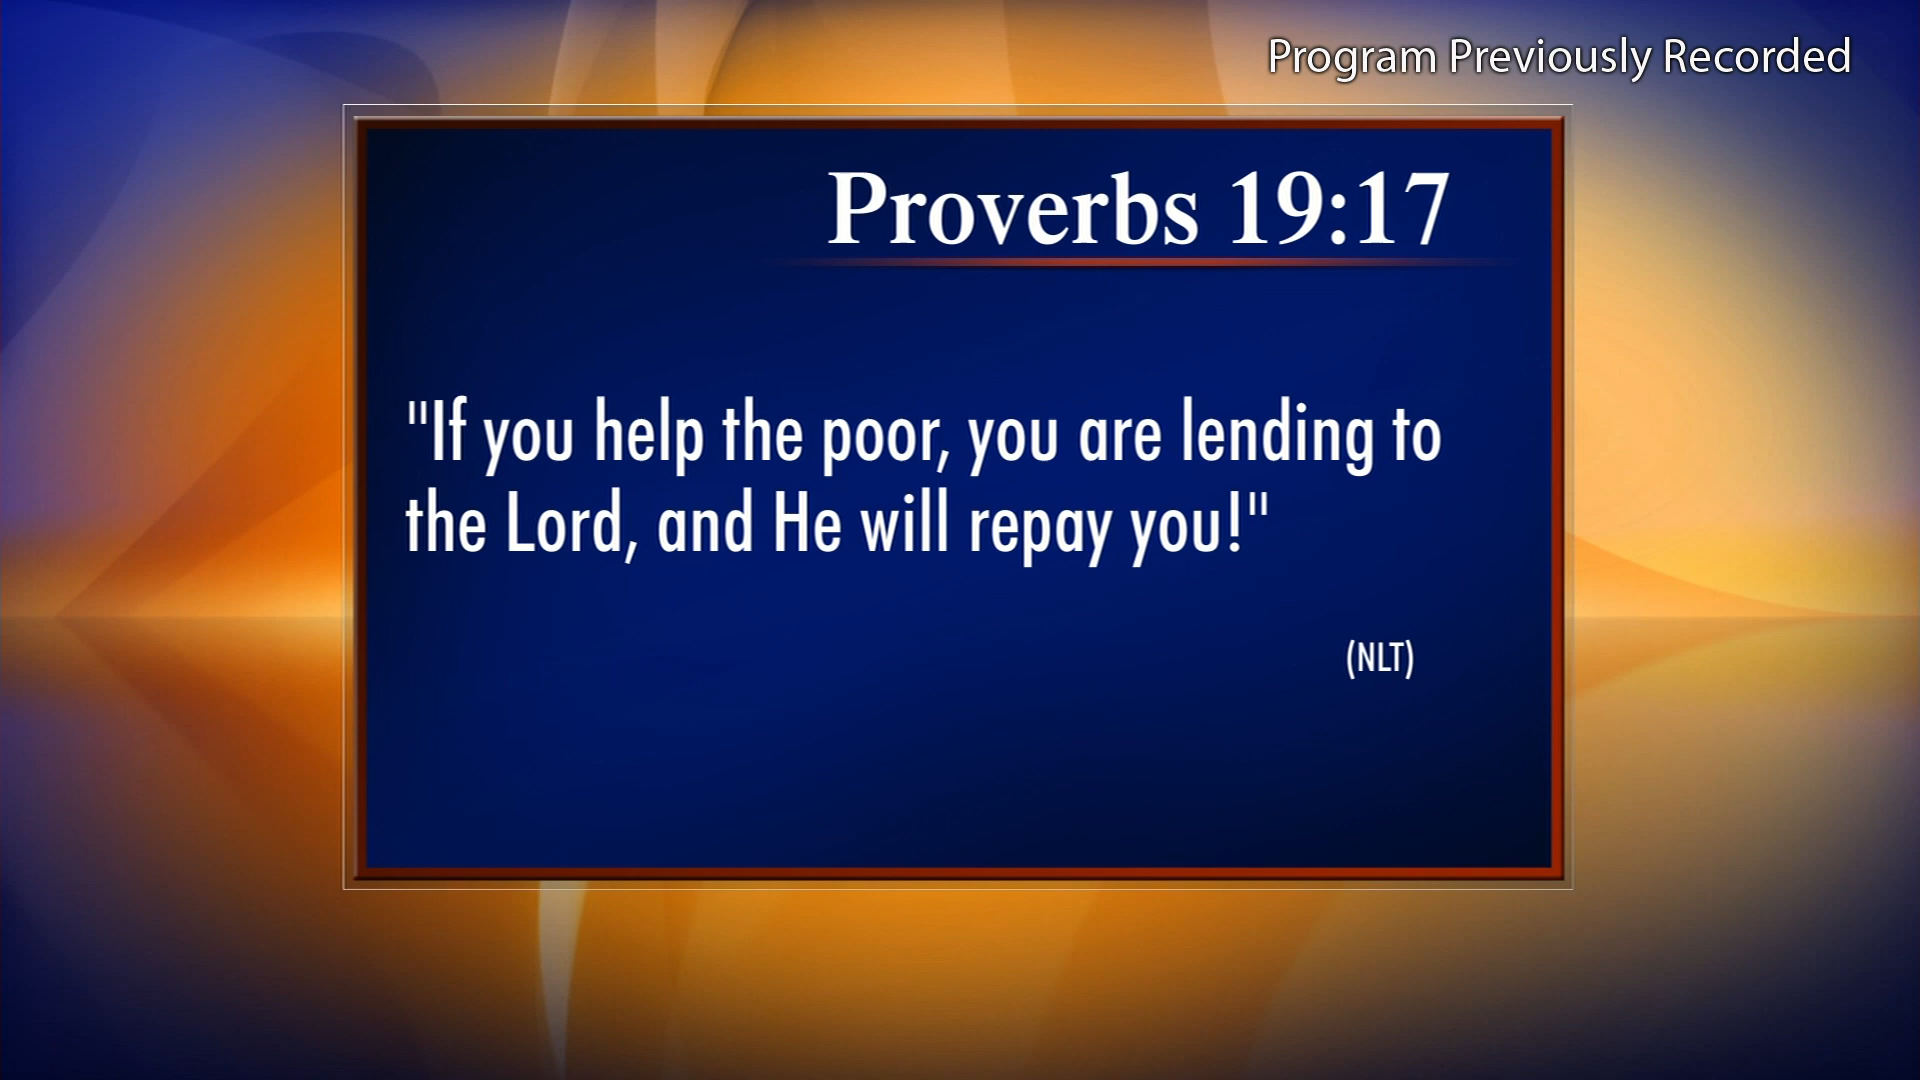 Program Previously Recorded
Proverbs 19:17
"If you help the poor, you are lending to
the Lord, and He will repay you!"
(NLT)